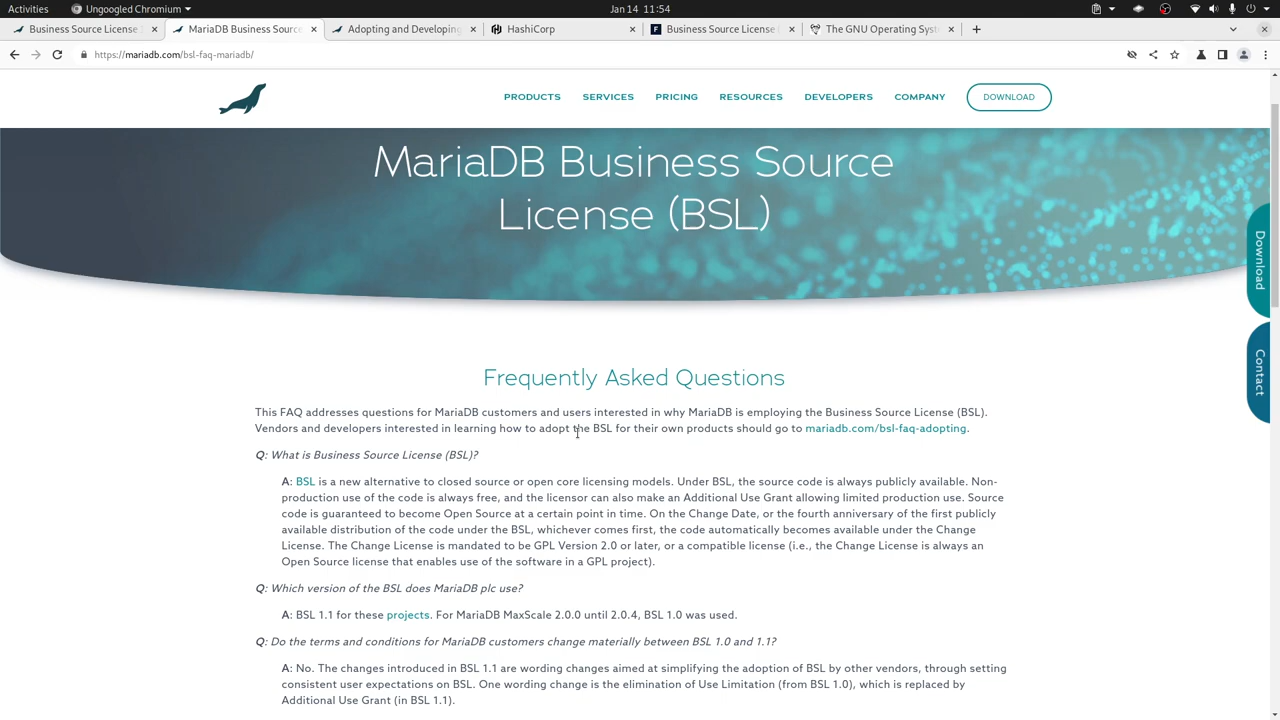 Activities
Ungoogled Chromium
Jan 14 11:54
Business Source License
MariaDB Business Source
Adopting and Developing
HashiCorp
Business Source License
The GNU Operating Syst
https://mariadb.com/bsl-faq-mariadb/
PRODUCTS SERVICES PRICING RESOURCES DEVELOPERS COMPANY DOWNLOAD
MariaDB Business Source
License (BSL)
Download
Contact
Frequently Asked Questions
This FAQ addresses questions for MariaDB customers and users interested in why MariaDB is employing the Business Source License (BSL).
Vendors and developers interested in learning how to adopt the BSL for their own products should go to mariadb.com/bsl-faq-adopting.
Q: What is Business Source License (BSL)?
A: BSL is a new alternative to closed source or open core licensing models. Under BSL, the source code is always publicly available. Non-
production use of the code is always free, and the licensor can also make an Additional Use Grant allowing limited production use. Source
code is guaranteed to become Open Source at a certain point in time. On the Change Date, or the fourth anniversary of the first publicly
available distribution of the code under the BSL, whichever comes first, the code automatically becomes available under the Change
License. The Change License is mandated to be GPL Version 2.0 or later, or a compatible license (i.e., the Change License is always an
Open Source license that enables use of the software in a GPL project).
Q: Which version of the BSL does MariaDB plc use?
A: BSL 1.1 for these projects. For MariaDB MaxScale 2.0.0 until 2.0.4, BSL 1.0 was used.
Q: Do the terms and conditions for MariaDB customers change materially between BSL 1.0 and 1.1?
A: No. The changes introduced in BSL 1.1 are wording changes aimed at simplifying the adoption of BSL by other vendors, through setting
consistent user expectations on BSL. One wording change is the elimination of Use Limitation (from BSL 1.0), which is replaced by
Additional Use Grant (in BSL 1.1).